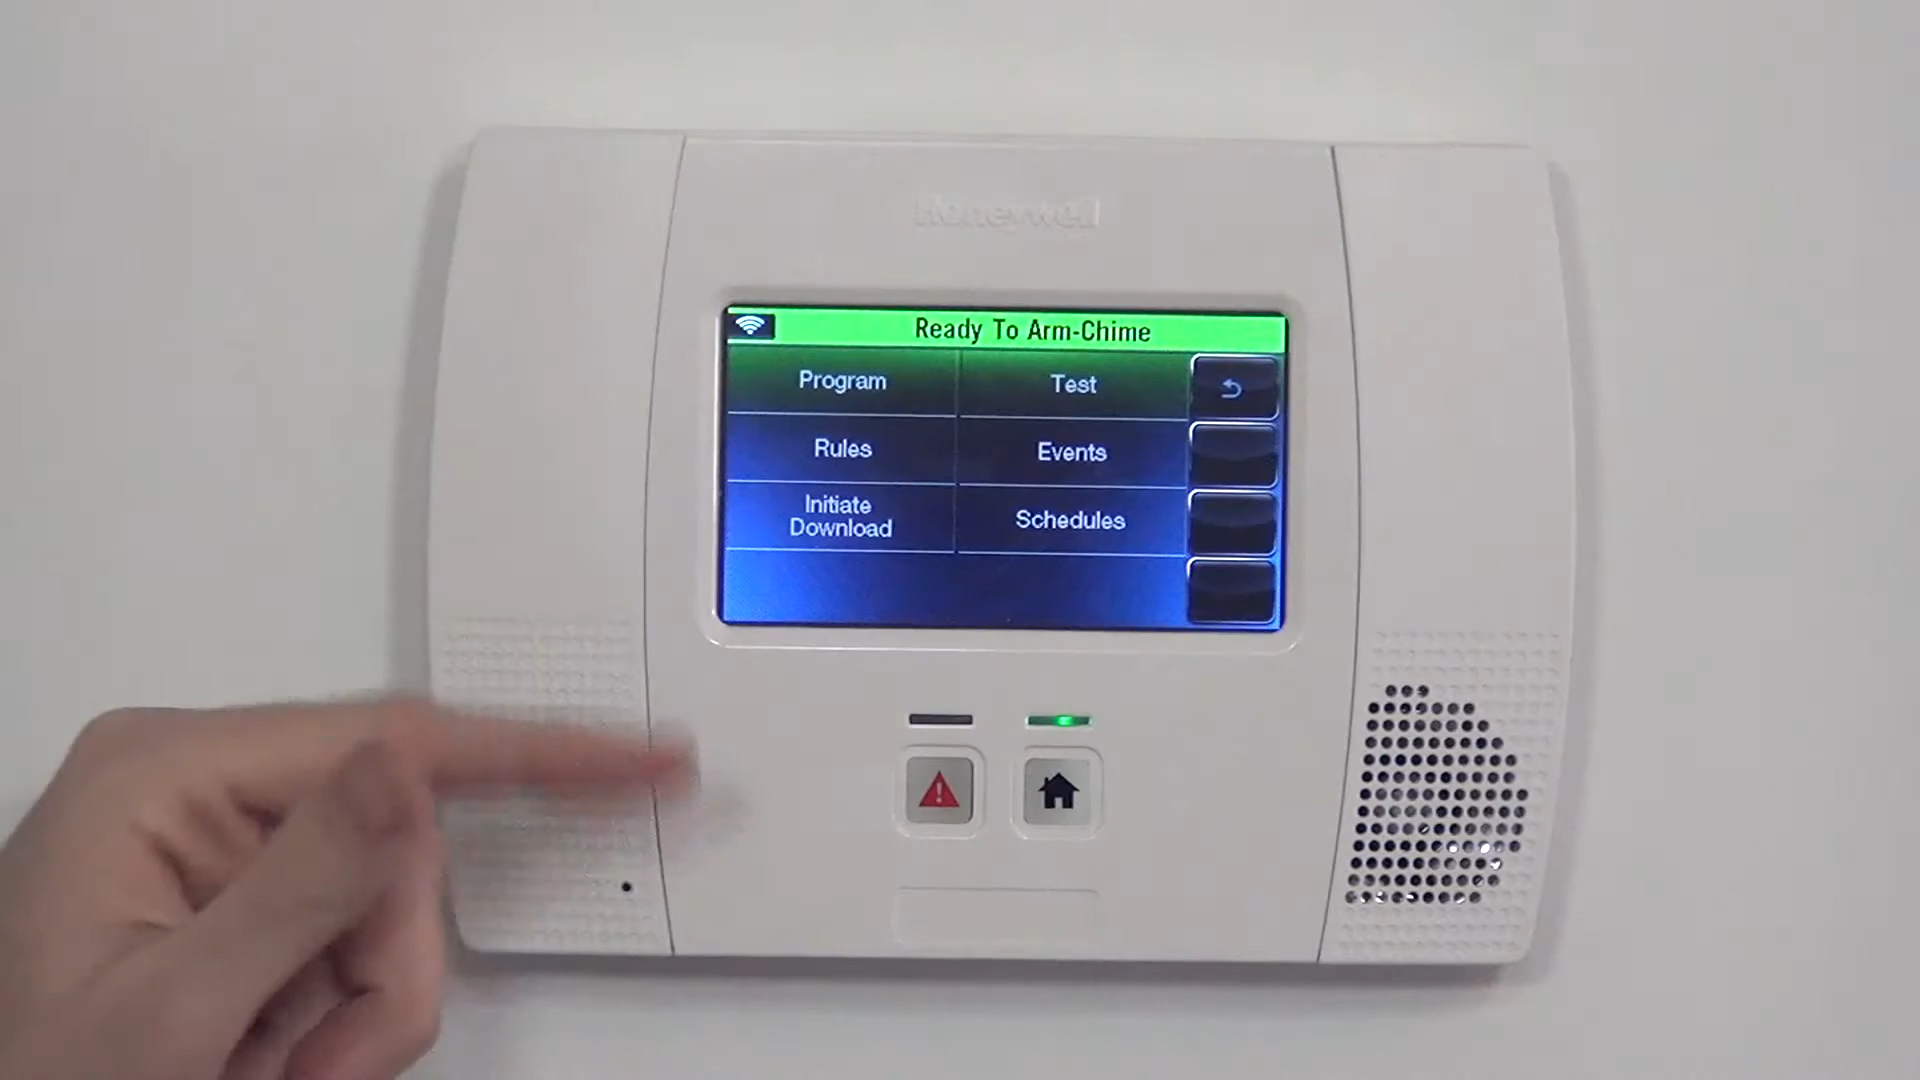 Honeywell
Ready To Arm-Chime
Program
Test
Rules
Events
Initiate
Download
Schedules